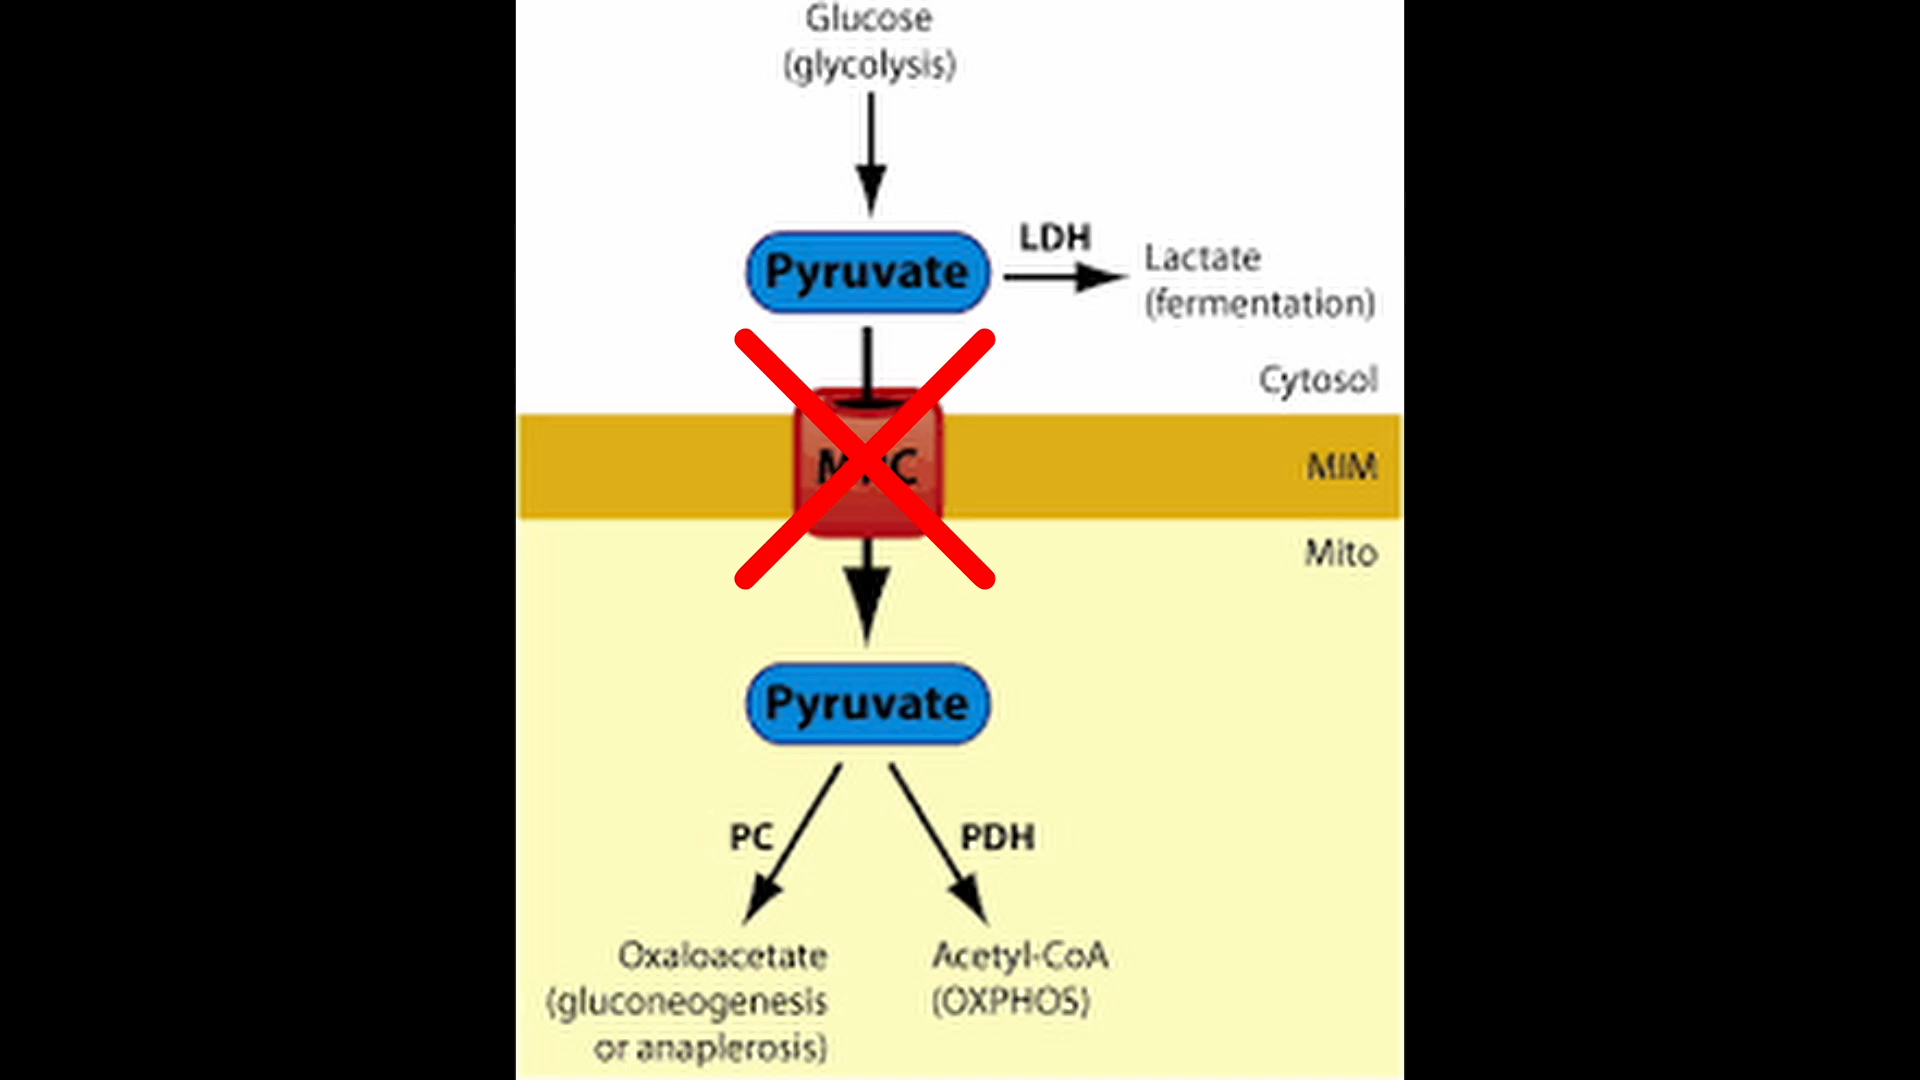 Glucose
(glycolysis)
Pyruvate
LDH
Lactate
(fermentation)
Cytosol
MIM
Mito
Pyruvate
PC
PDH
Oxaloacetate
(gluconeogenesis
or anaplerosis)
Acetyl-CoA
(OXPHOS)